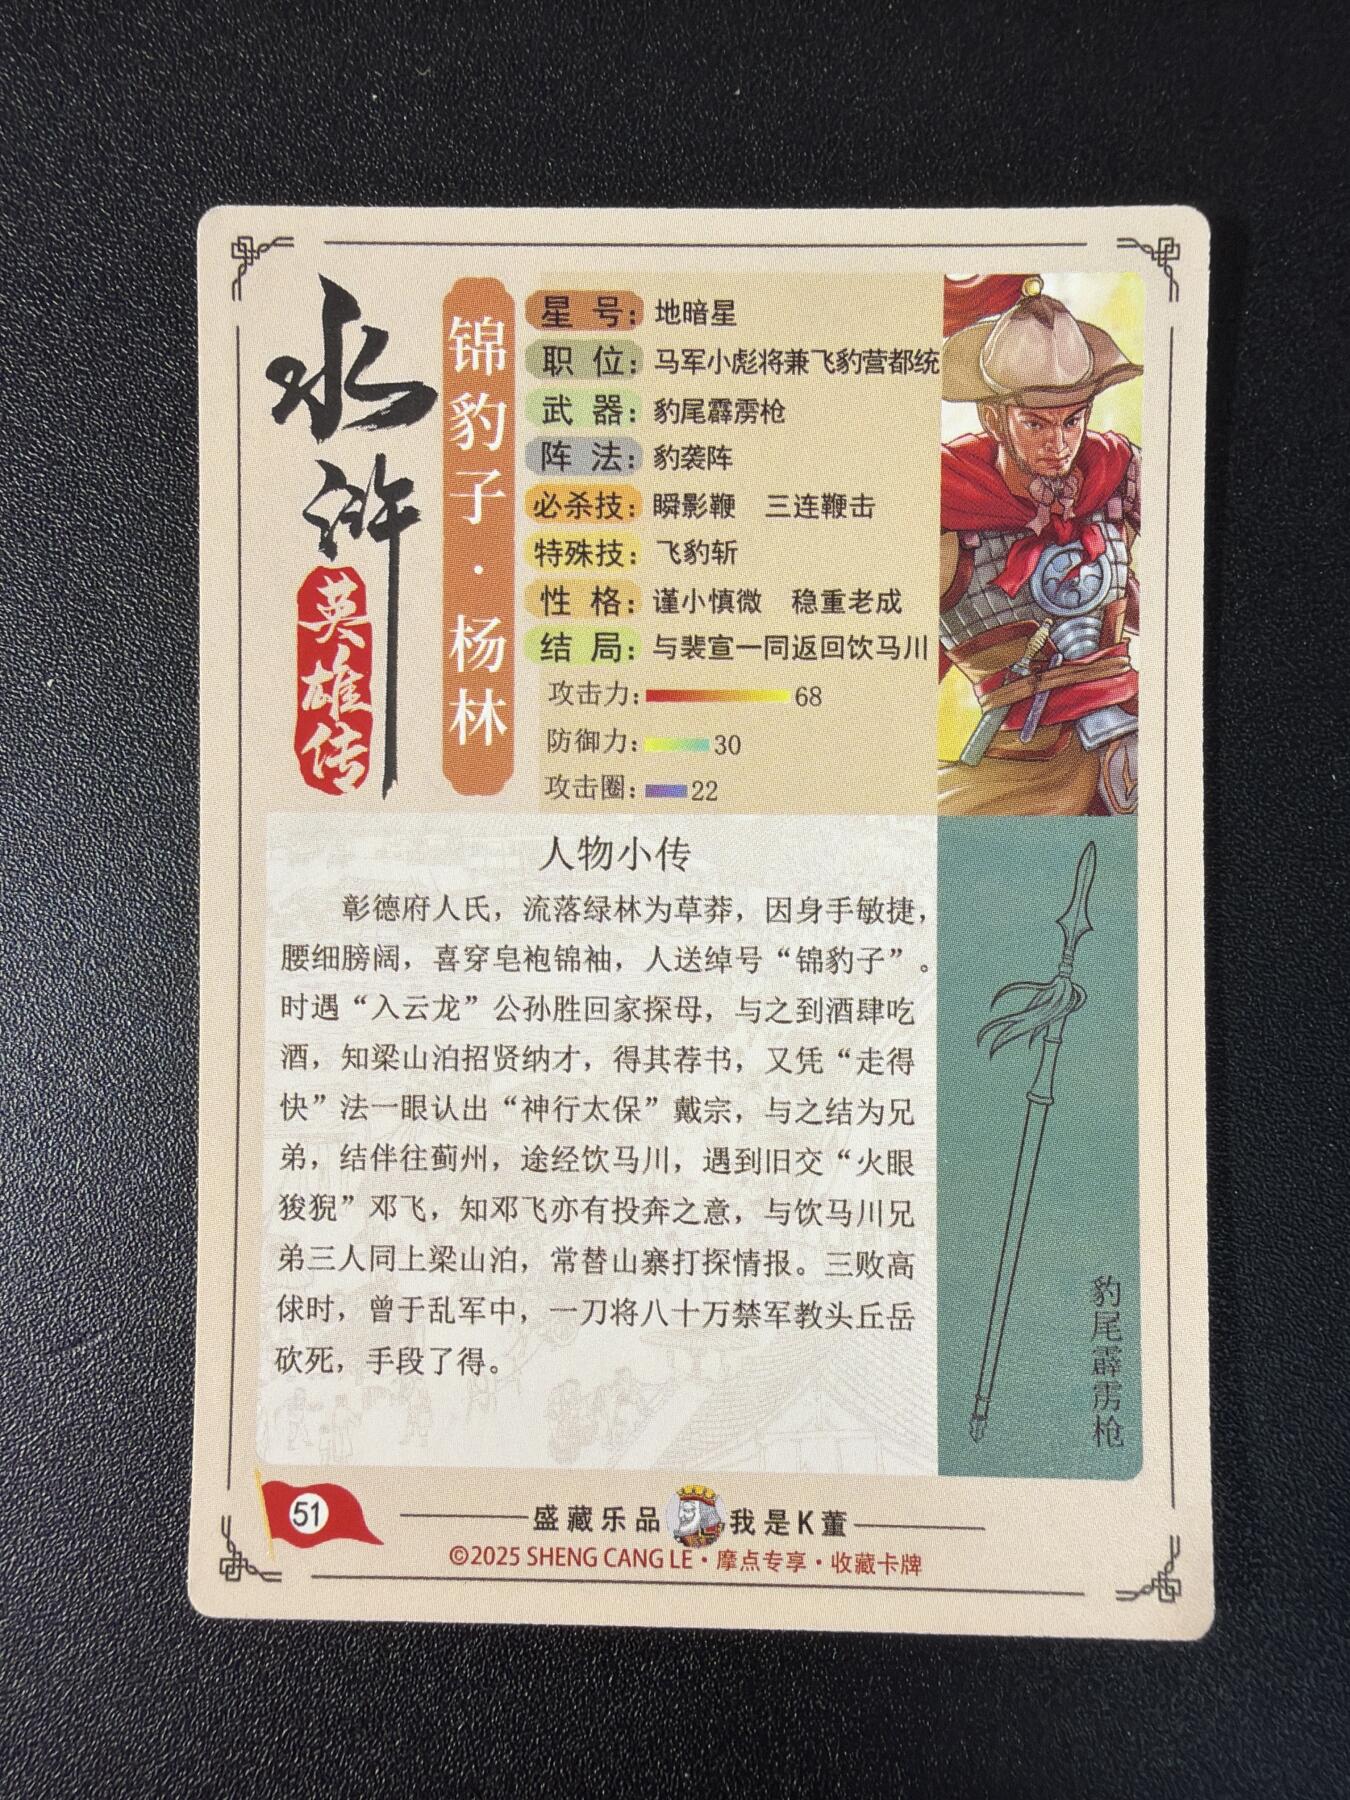 水浒
英雄传
锦豹子·杨林
星号：地暗星
职位：马军小彪将兼飞豹营都统
武器：豹尾霹雳枪
阵法：豹袭阵
必杀技：瞬影鞭 三连鞭击
特殊技：飞豹斩
性格：谨小慎微 稳重老成
结局：与裴宣一同返回饮马川
攻击力：68
防御力：30
攻击圈：22
人物小传
彰德府人氏，流落绿林为草莽，因身手敏捷，
腰细膀阔，喜穿皂袍锦袖，人送绰号“锦豹子”。
时遇“入云龙”公孙胜回家探母，与之到酒肆吃
酒，知梁山泊招贤纳才，得其荐书，又凭“走得
快”法一眼认出“神行太保”戴宗，与之结为兄
弟，结伴往蓟州，途经饮马川，遇到旧交“火眼
狻猊”邓飞，知邓飞亦有投奔之意，与饮马川兄
弟三人同上梁山泊，常替山寨打探情报。三败高
俅时，曾于乱军中，一刀将八十万禁军教头丘岳
砍死，手段了得。
豹尾霹雳枪
51
盛藏乐品 我是K董
©2025 SHENG CANG LE·摩点专享·收藏卡牌